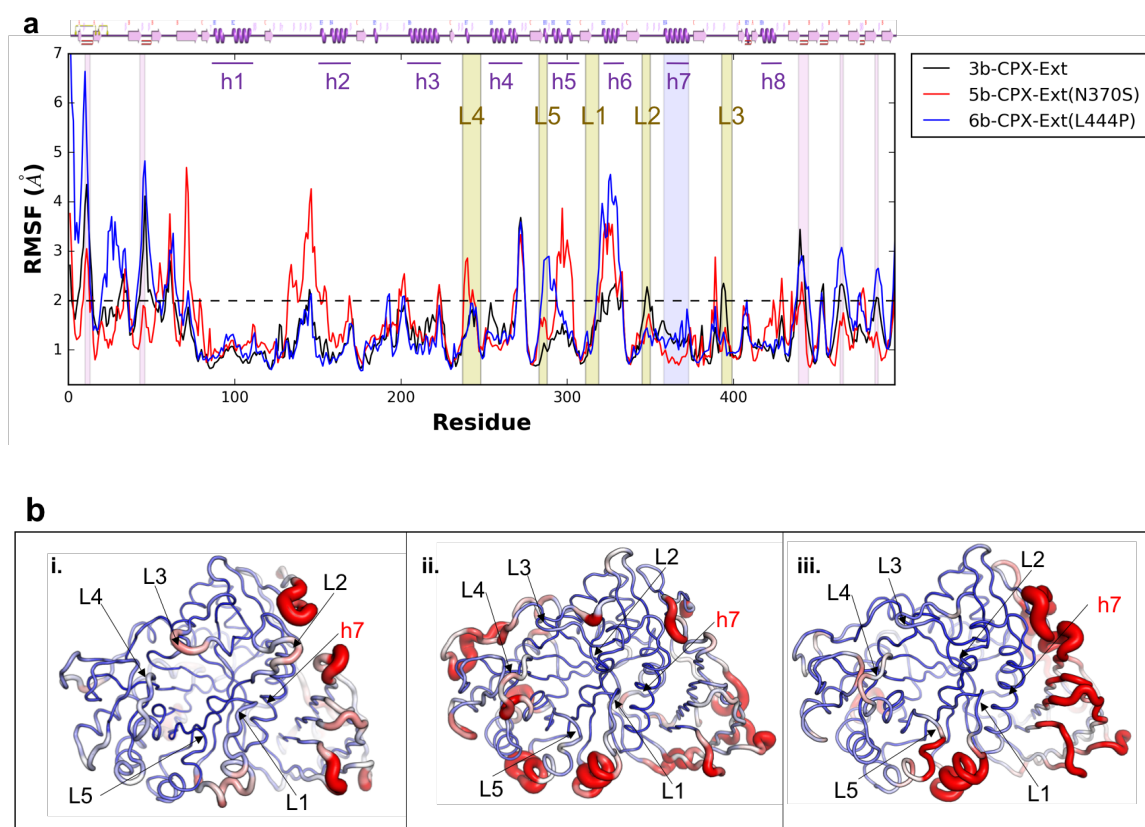 a
h1 h2 h3 h4 h5 h6 h7 h8
L4 L5 L1 L2 L3
3b-CPX-Ext
5b-CPX-Ext(N370S)
6b-CPX-Ext(L444P)
RMSF (Å)
7
6
5
4
3
2
1
0 100 200 300 400
Residue
b
i.
L3
L2
L4
h7
L5
L1
ii.
L3
L2
L4
h7
L5
L1
iii.
L3
L2
L4
h7
L5
L1